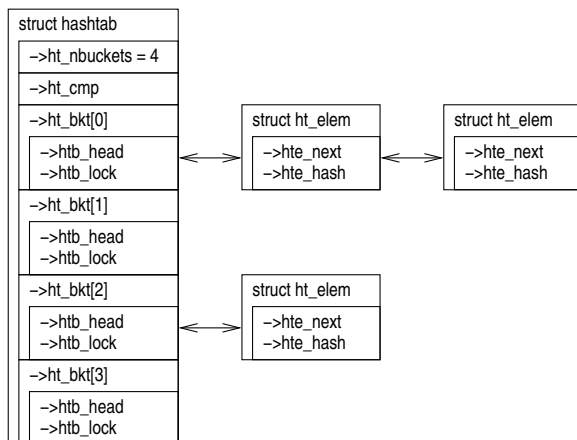 struct hashtab
−>ht_nbuckets = 4
−>ht_cmp
−>ht_bkt[0]
−>htb_head
−>htb_lock
struct ht_elem
−>hte_next
−>hte_hash
struct ht_elem
−>hte_next
−>hte_hash
−>ht_bkt[1]
−>htb_head
−>htb_lock
−>ht_bkt[2]
−>htb_head
−>htb_lock
struct ht_elem
−>hte_next
−>hte_hash
−>ht_bkt[3]
−>htb_head
−>htb_lock